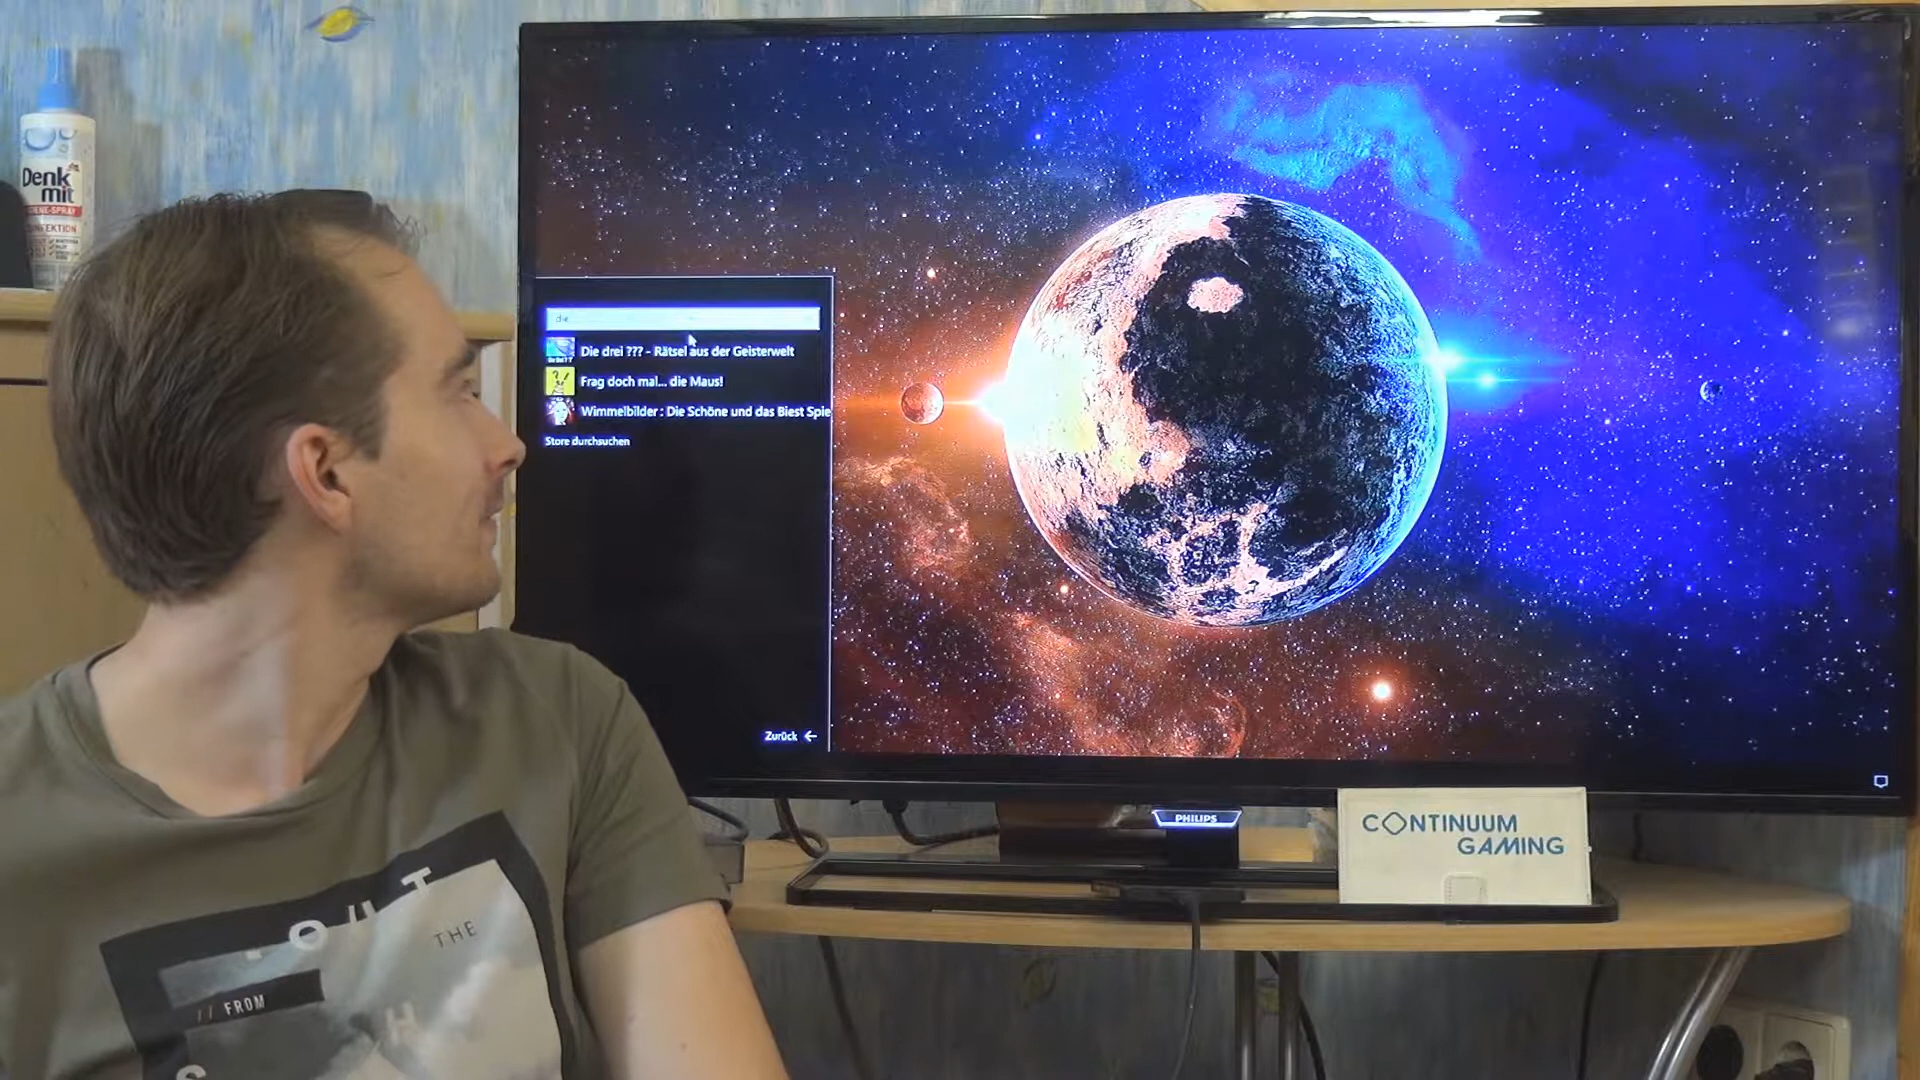 Denk
mit
die
Die drei ??? - Rätsel aus der Geisterwelt
Frag doch mal... die Maus!
Wimmelbilder : Die Schöne und das Biest Spie
Store durchsuchen
Zurück
PHILIPS
CONTINUUM
GAMING
THE
// FROM